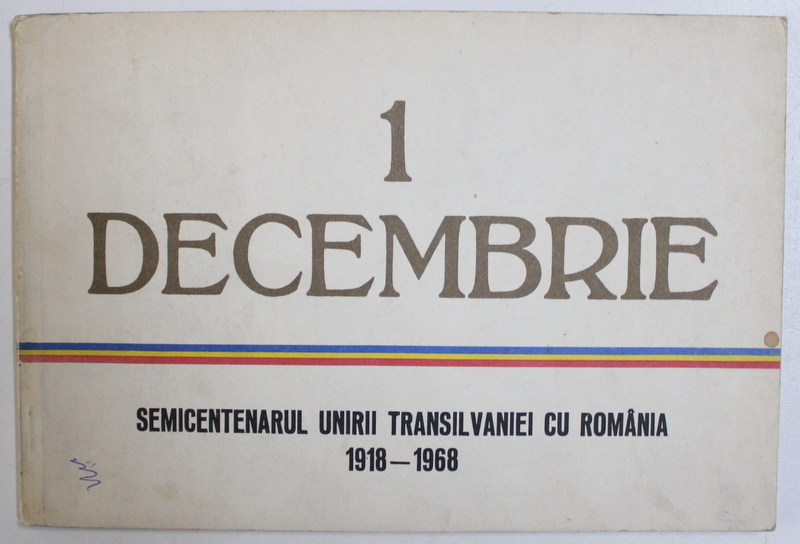 1
DECEMBRIE
SEMICENTENARUL UNIRII TRANSILVANIEI CU ROMÂNIA
1918 — 1968